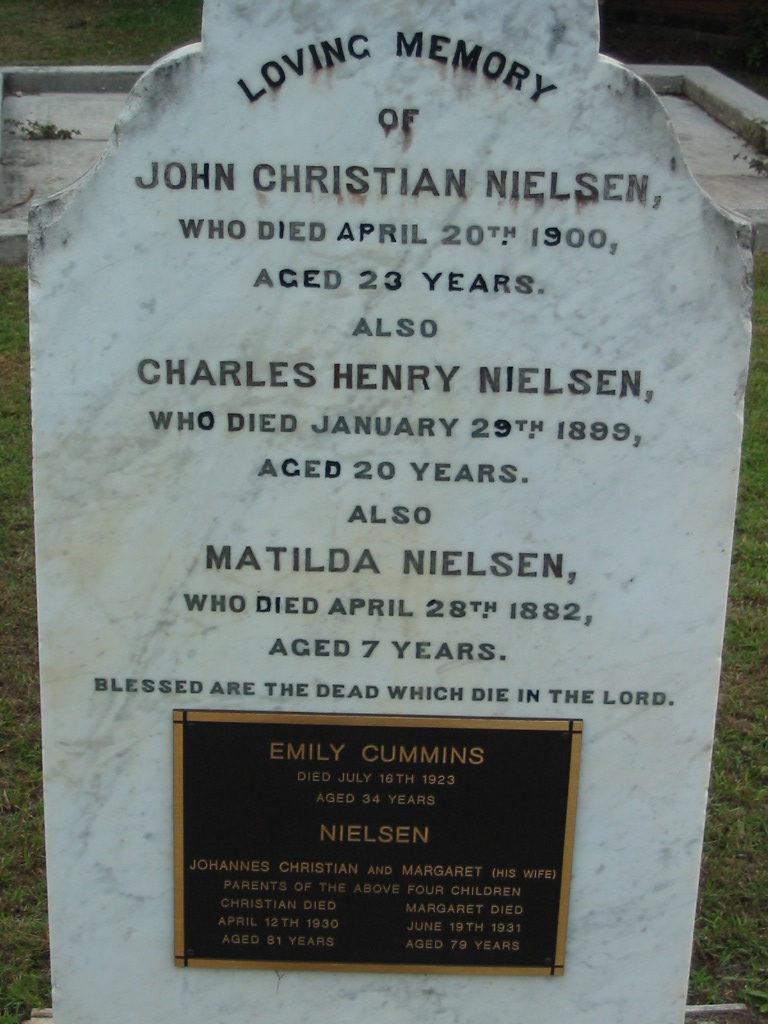 LOVING MEMORY
OF
JOHN CHRISTIAN NIELSEN,
WHO DIED APRIL 20TH 1900,
AGED 23 YEARS.
ALSO
CHARLES HENRY NIELSEN,
WHO DIED JANUARY 29TH 1899,
AGED 20 YEARS.
ALSO
MATILDA NIELSEN,
WHO DIED APRIL 28TH 1882,
AGED 7 YEARS.
BLESSED ARE THE DEAD WHICH DIE IN THE LORD.
EMILY CUMMINS
DIED JULY 16TH 1923
AGED 34 YEARS
NIELSEN
JOHANNES CHRISTIAN AND MARGARET (HIS WIFE)
PARENTS OF THE ABOVE FOUR CHILDREN
CHRISTIAN DIED
APRIL 12TH 1930
AGED 81 YEARS
MARGARET DIED
JUNE 19TH 1931
AGED 79 YEARS